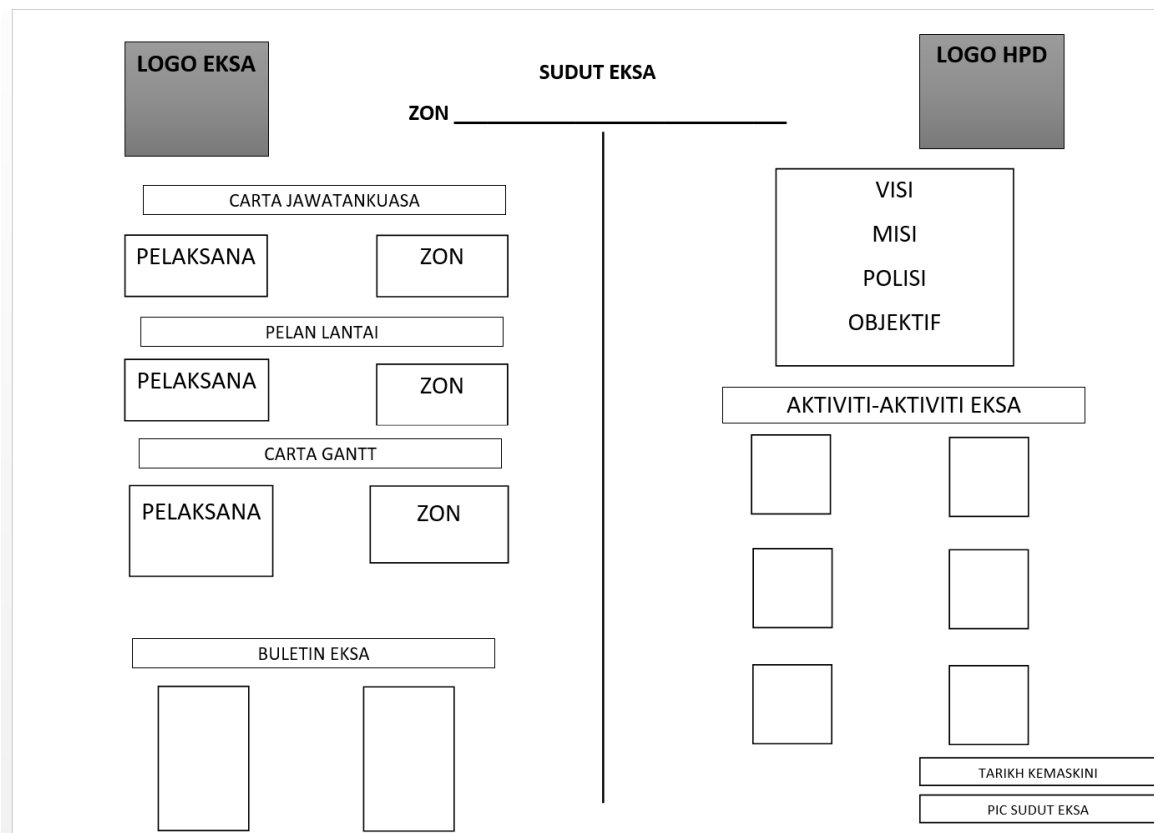 LOGO EKSA
SUDUT EKSA
LOGO HPD
ZON
CARTA JAWATANKUASA
PELAKSANA
ZON
PELAN LANTAI
PELAKSANA
ZON
CARTA GANTT
PELAKSANA
ZON
BULETIN EKSA
VISI
MISI
POLISI
OBJEKTIF
AKTIVITI-AKTIVITI EKSA
TARIKH KEMASKINI
PIC SUDUT EKSA